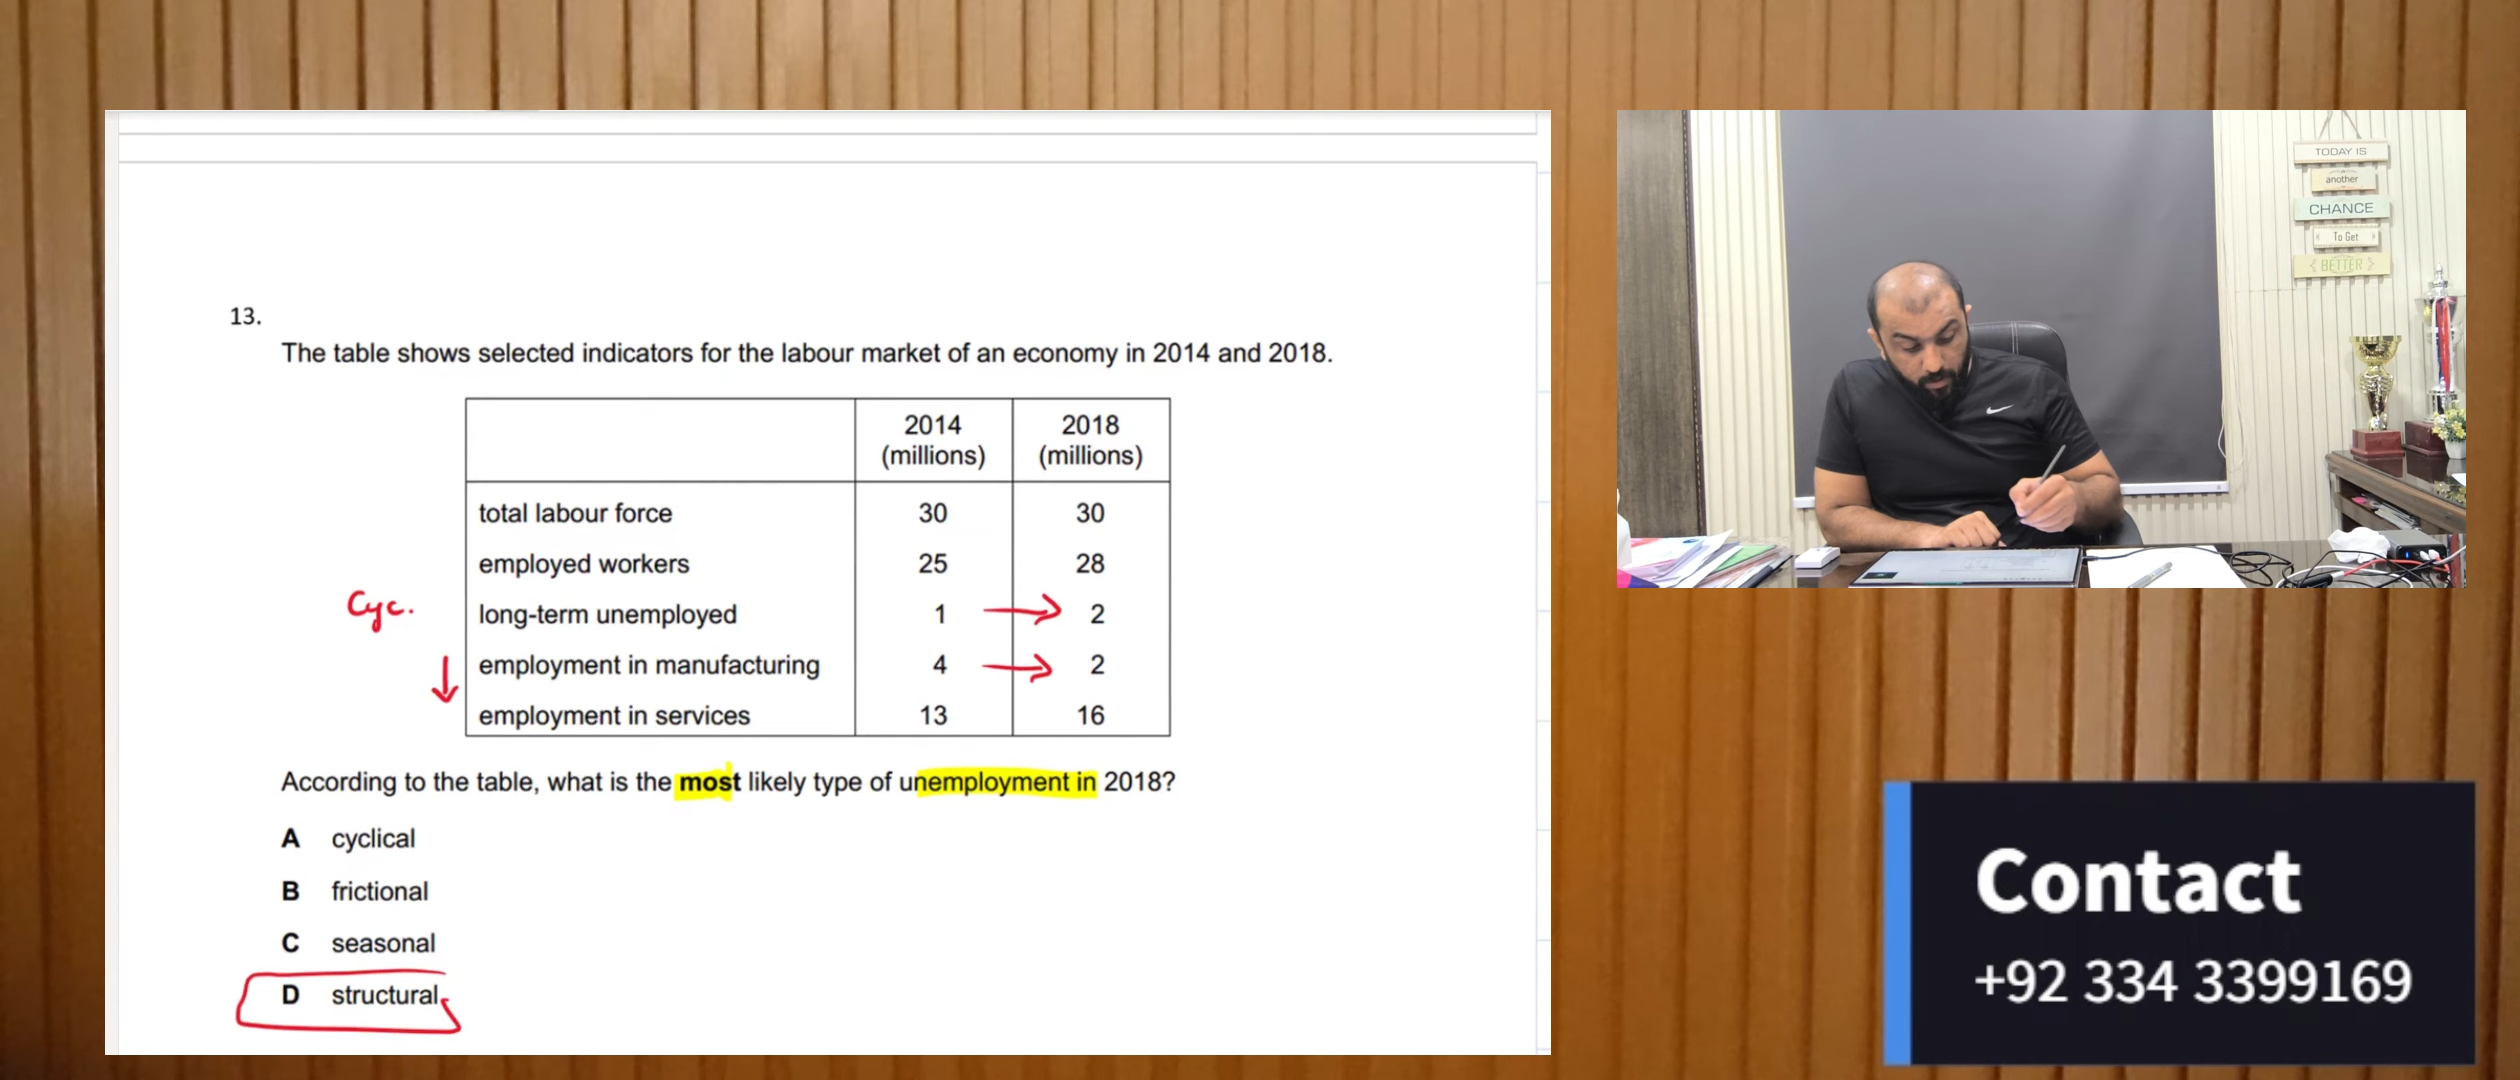 13.
The table shows selected indicators for the labour market of an economy in 2014 and 2018.
2014 (millions) 2018 (millions)
total labour force 30 30
employed workers 25 28
Cyc.
long-term unemployed 1 → 2
↓ employment in manufacturing 4 → 2
employment in services 13 16
According to the table, what is the most likely type of unemployment in 2018?
A cyclical
B frictional
C seasonal
D structural
TODAY IS
another
CHANCE
To Get
BETTER
Contact
+92 334 3399169